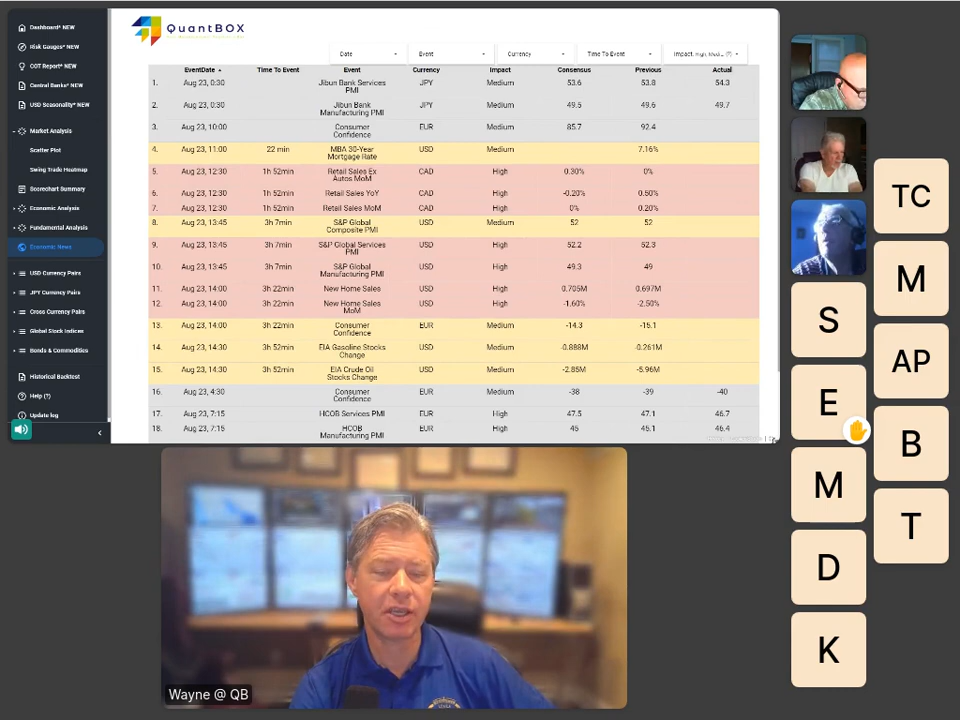 Dashboard* NEW
Risk Gauges* NEW
COT Report* NEW
Central Banks* NEW
USD Seasonality* NEW
Market Analysis
Scatter Plot
Swing Trade Heatmap
Scorechart Summary
Economic Analysis
Fundamental Analysis
Economic News
USD Currency Pairs
JPY Currency Pairs
Cross Currency Pairs
Global Stock Indices
Bonds & Commodities
Historical Backtest
Help (?)
Update log
QuantBOX
Date Event Currency Time To Event Impact: High, Medi...
EventDate Time To Event Event Currency Impact Consensus Previous Actual
1. Aug 23, 0:30 Jibun Bank Services PMI JPY Medium 53.6 53.8 54.3
2. Aug 23, 0:30 Jibun Bank Manufacturing PMI JPY Medium 49.5 49.6 49.7
3. Aug 23, 10:00 Consumer Confidence EUR Medium 85.7 92.4
4. Aug 23, 11:00 22 min MBA 30-Year Mortgage Rate USD Medium 7.16%
5. Aug 23, 12:30 1h 52min Retail Sales Ex Autos MoM CAD High 0.30% 0%
6. Aug 23, 12:30 1h 52min Retail Sales YoY CAD High -0.20% 0.50%
7. Aug 23, 12:30 1h 52min Retail Sales MoM CAD High 0% 0.20%
8. Aug 23, 13:45 3h 7min S&P Global Composite PMI USD Medium 52 52
9. Aug 23, 13:45 3h 7min S&P Global Services PMI USD High 52.2 52.3
10. Aug 23, 13:45 3h 7min S&P Global Manufacturing PMI USD High 49.3 49
11. Aug 23, 14:00 3h 22min New Home Sales USD High 0.705M 0.697M
12. Aug 23, 14:00 3h 22min New Home Sales MoM USD High -1.60% -2.50%
13. Aug 23, 14:00 3h 22min Consumer Confidence EUR Medium -14.3 -15.1
14. Aug 23, 14:30 3h 52min EIA Gasoline Stocks Change USD Medium -0.888M -0.261M
15. Aug 23, 14:30 3h 52min EIA Crude Oil Stocks Change USD Medium -2.85M -5.96M
16. Aug 23, 4:30 Consumer Confidence EUR Medium -38 -39 -40
17. Aug 23, 7:15 HCOB Services PMI EUR High 47.5 47.1 46.7
18. Aug 23, 7:15 HCOB Manufacturing PMI EUR High 45 45.1 46.4
Wayne @ QB
TC
M
S
AP
E
B
M
T
D
K